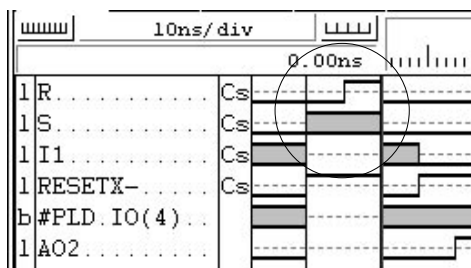 10ns/div
0.00ns
1 R........... Cs
1 S........... Cs
1 I1.......... Cs
1 RESETX-..... Cs
b #PLD.IO(4)..
1 AO2.........